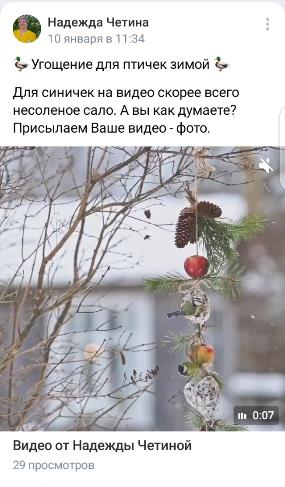 Надежда Четина
10 января в 11:34
🦆Угощение для птичек зимой 🦆
Для синичек на видео скорее всего
несоленое сало. А вы как думаете?
Присылаем Ваше видео - фото.
0:07
Видео от Надежды Четиной
29 просмотров